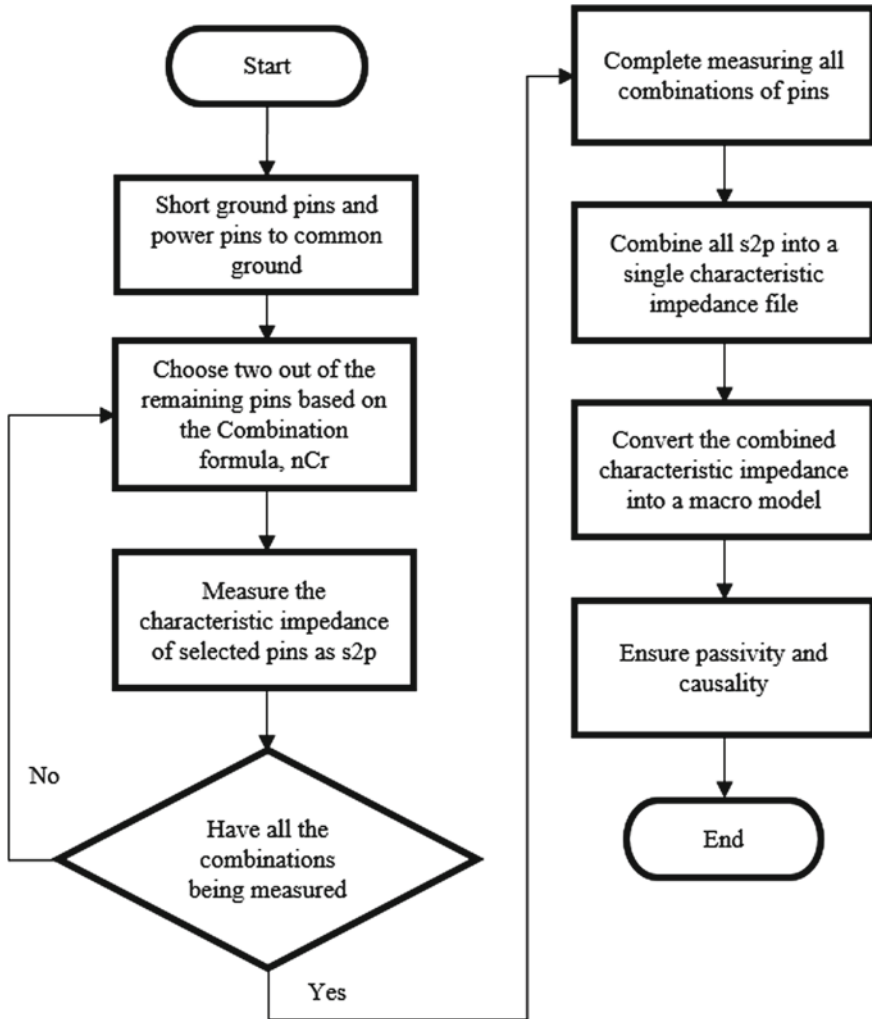 Start
Short ground pins and
power pins to common
ground
Choose two out of the
remaining pins based on
the Combination
formula, nCr
Measure the
characteristic impedance
of selected pins as s2p
No
Have all the
combinations
being measured
Yes
Complete measuring all
combinations of pins
Combine all s2p into a
single characteristic
impedance file
Convert the combined
characteristic impedance
into a macro model
Ensure passivity and
causality
End